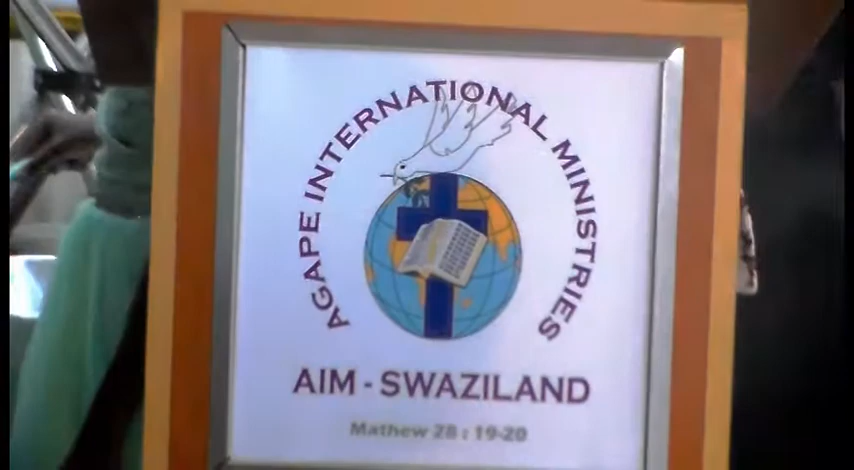 AGAPE INTERNATIONAL MINISTRIES
AIM - SWAZILAND
Mathew 28 : 19-20